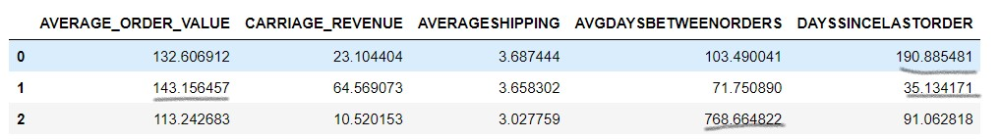 AVERAGE_ORDER_VALUE CARRIAGE_REVENUE AVERAGESHIPPING AVGDAYSBETWEENORDERS DAYSSINCELASTORDER
0 132.606912 23.104404 3.687444 103.490041 190.885481
1 143.156457 64.569073 3.658302 71.750890 35.134171
2 113.242683 10.520153 3.027759 768.664822 91.062818